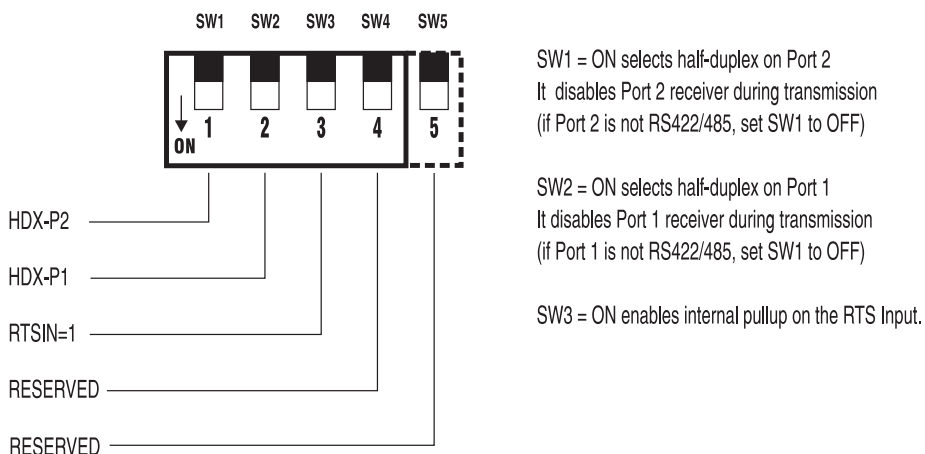 SW1 SW2 SW3 SW4 SW5
1 2 3 4 5
ON
HDX-P2
HDX-P1
RTSIN=1
RESERVED
RESERVED
SW1 = ON selects half-duplex on Port 2
It disables Port 2 receiver during transmission
(if Port 2 is not RS422/485, set SW1 to OFF)
SW2 = ON selects half-duplex on Port 1
It disables Port 1 receiver during transmission
(if Port 1 is not RS422/485, set SW1 to OFF)
SW3 = ON enables internal pullup on the RTS Input.